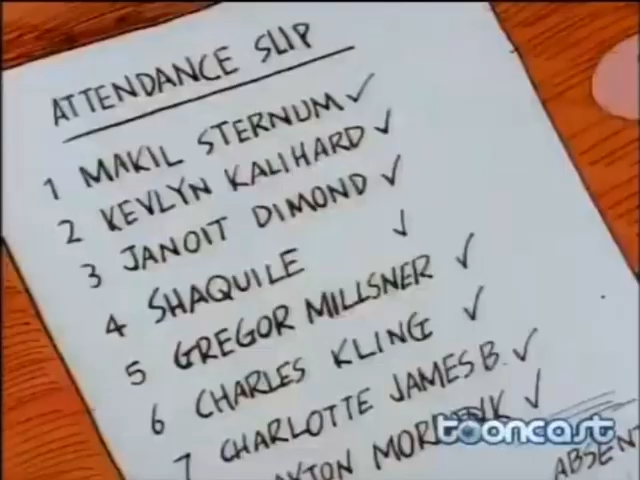 ATTENDANCE SLIP
1 MAKIL STERNUM ✓
2 KEVLYN KALIHARD ✓
3 JANOIT DIMOND ✓
4 SHAQUILE ✓
5 GREGOR MILLSNER ✓
6 CHARLES KLING ✓
7 CHARLOTTE JAMES B. ✓
tooncast
ABSENT